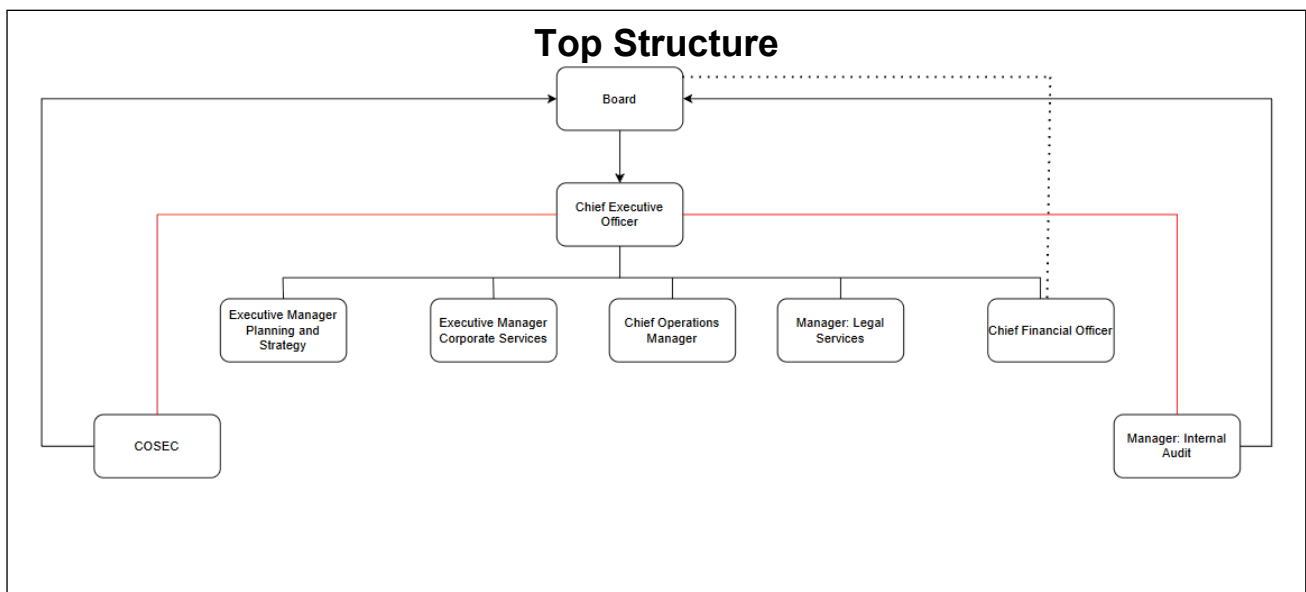 Top Structure
Board
Chief Executive
Officer
Executive Manager
Planning and
Strategy
Executive Manager
Corporate Services
Chief Operations
Manager
Manager: Legal
Services
Chief Financial Officer
COSEC
Manager: Internal
Audit